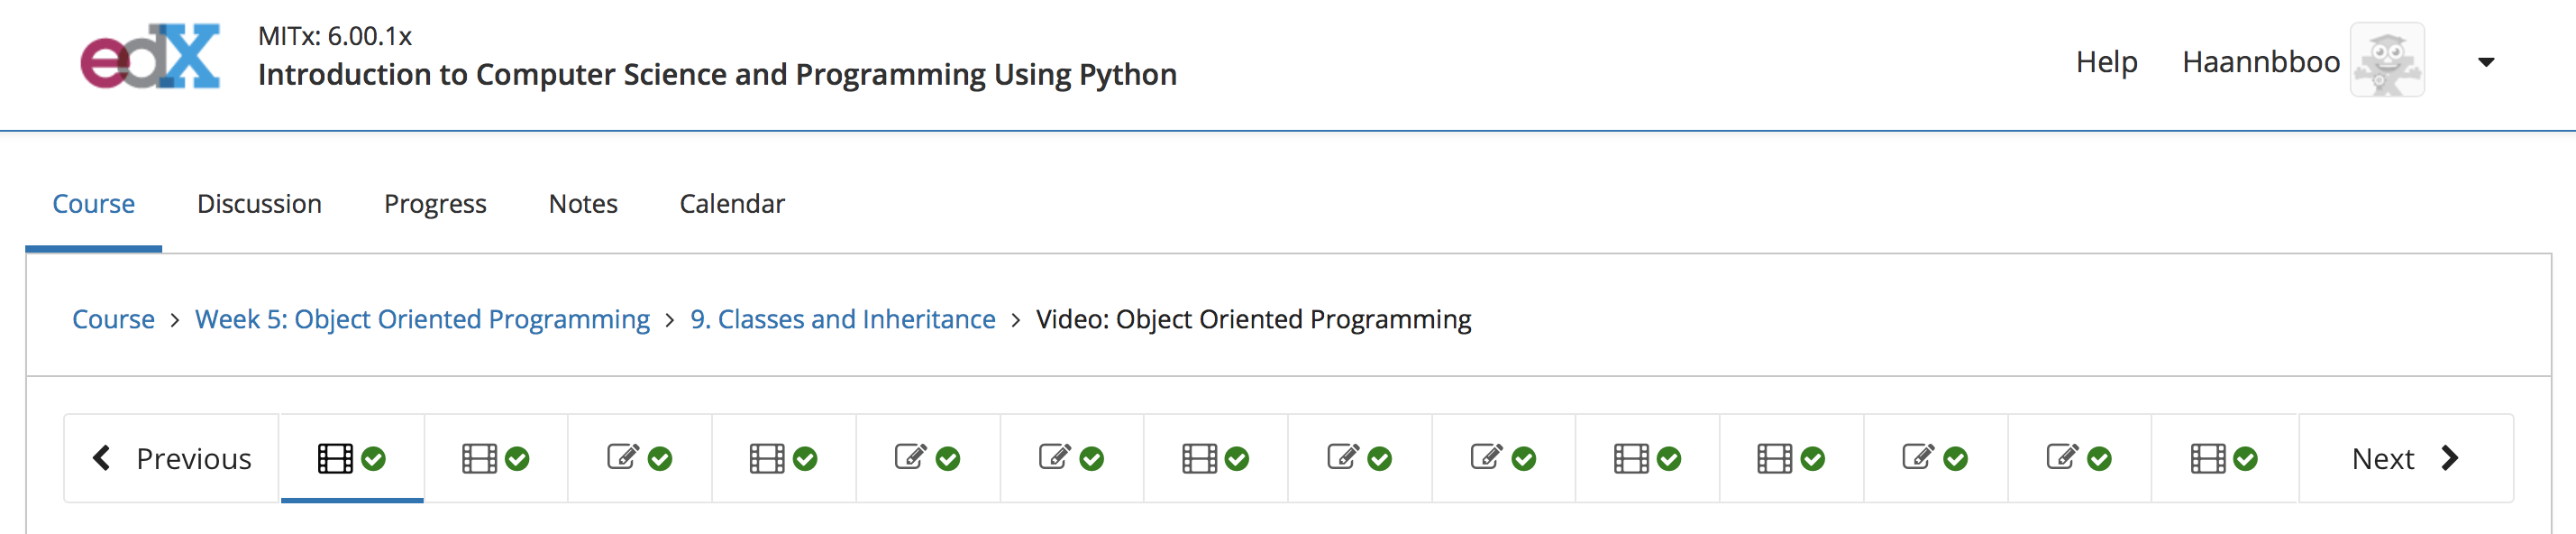 edX
MITx: 6.00.1x
Introduction to Computer Science and Programming Using Python
Help Haannbboo
Course Discussion Progress Notes Calendar
Course > Week 5: Object Oriented Programming > 9. Classes and Inheritance > Video: Object Oriented Programming
Previous Next